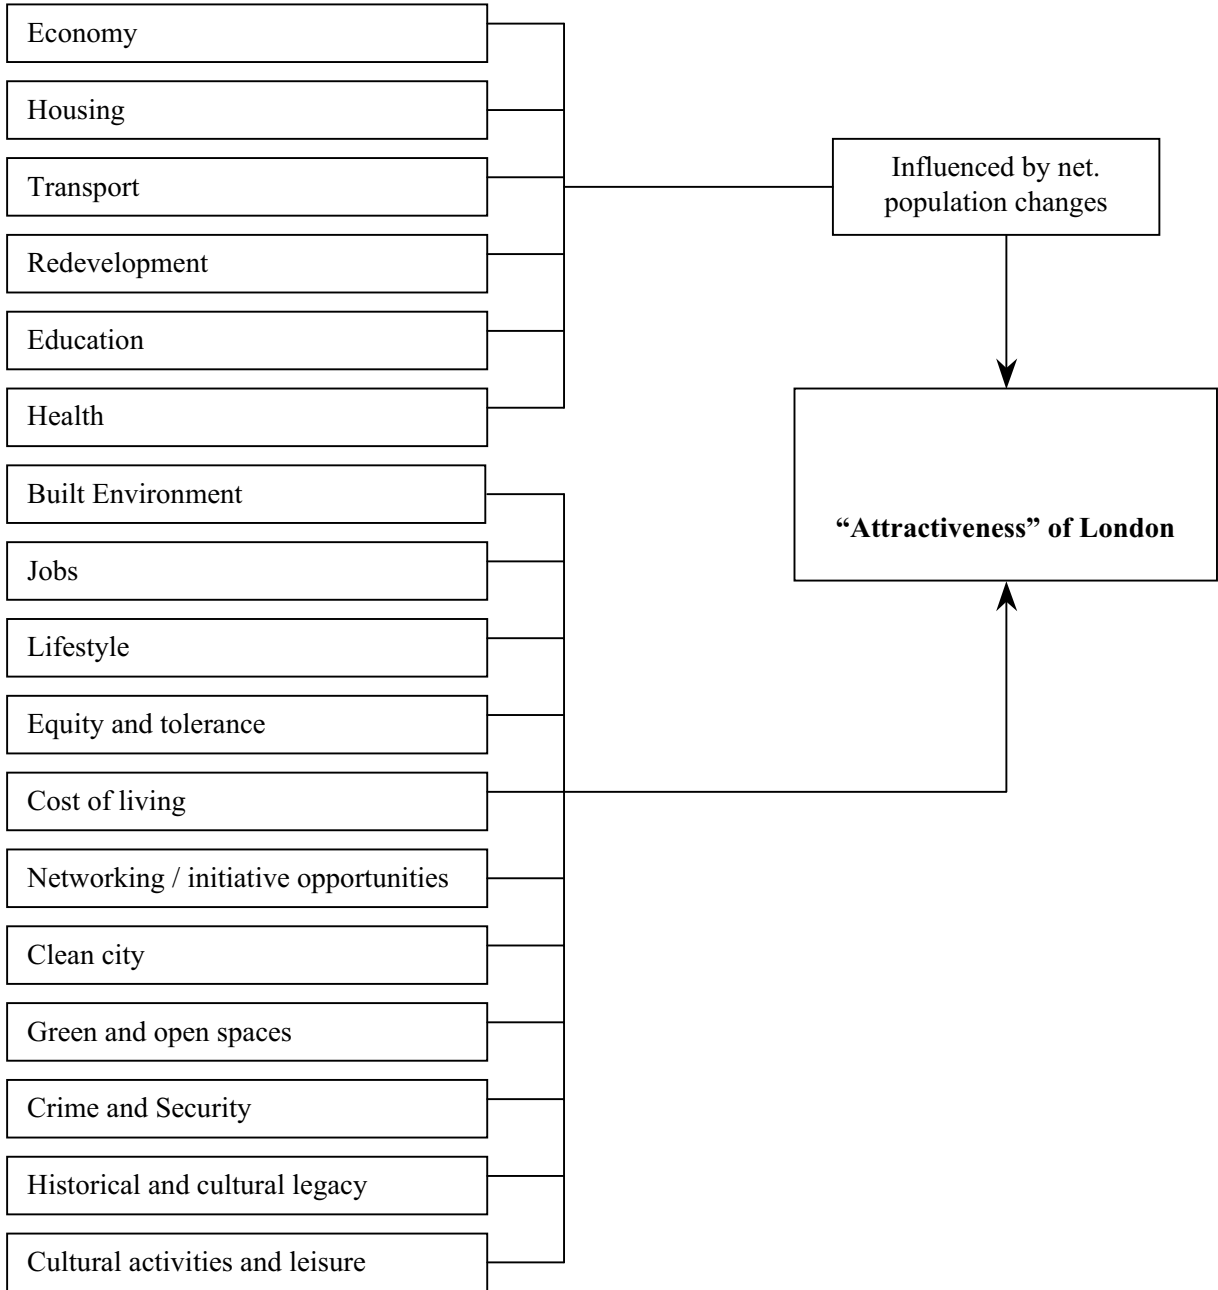 Economy
Housing
Transport
Redevelopment
Education
Health
Built Environment
Jobs
Lifestyle
Equity and tolerance
Cost of living
Networking / initiative opportunities
Clean city
Green and open spaces
Crime and Security
Historical and cultural legacy
Cultural activities and leisure
Influenced by net.
population changes
“Attractiveness” of London